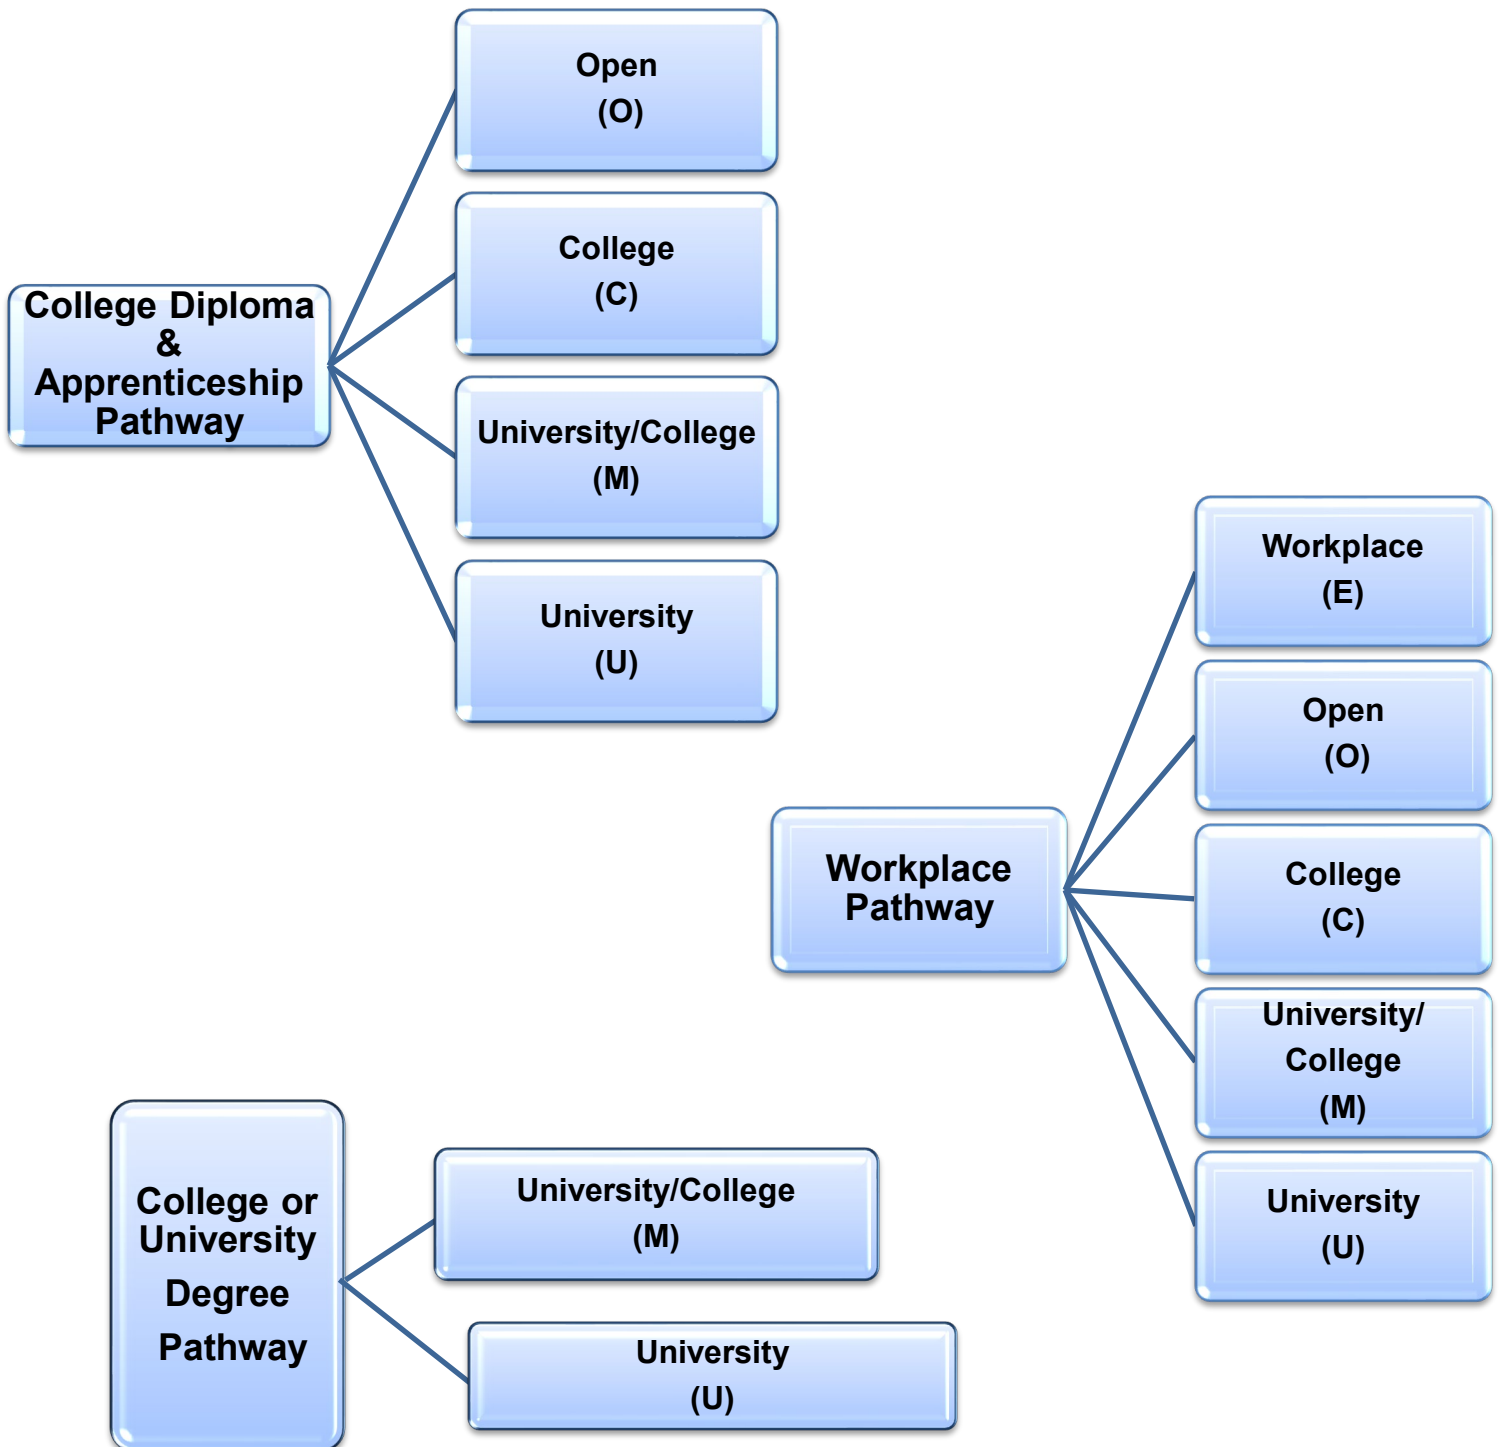 College Diploma
&
Apprenticeship
Pathway
Open
(O)
College
(C)
University/College
(M)
University
(U)
Workplace
Pathway
Workplace
(E)
Open
(O)
College
(C)
University/
College
(M)
University
(U)
College or
University
Degree
Pathway
University/College
(M)
University
(U)